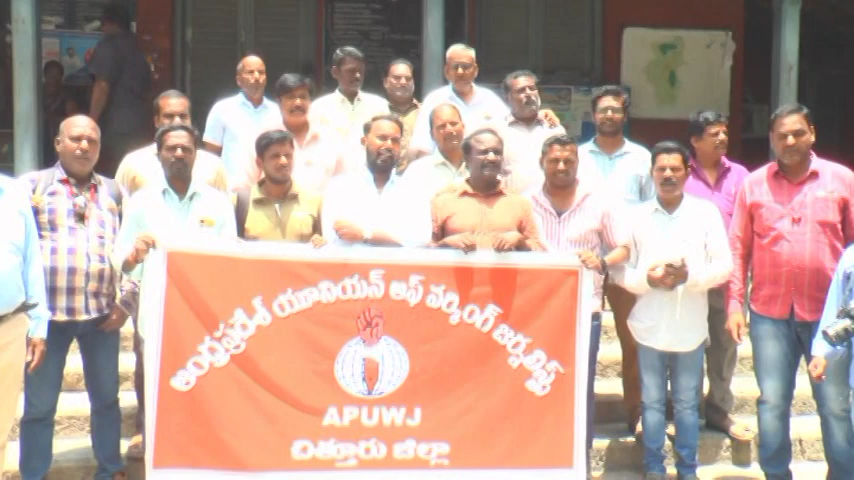 ఆంధ్రప్రదేశ్ యూనియన్ ఆఫ్ వర్కింగ్ జర్నలిస్ట్స్
APUWJ
చిత్తూరు జిల్లా